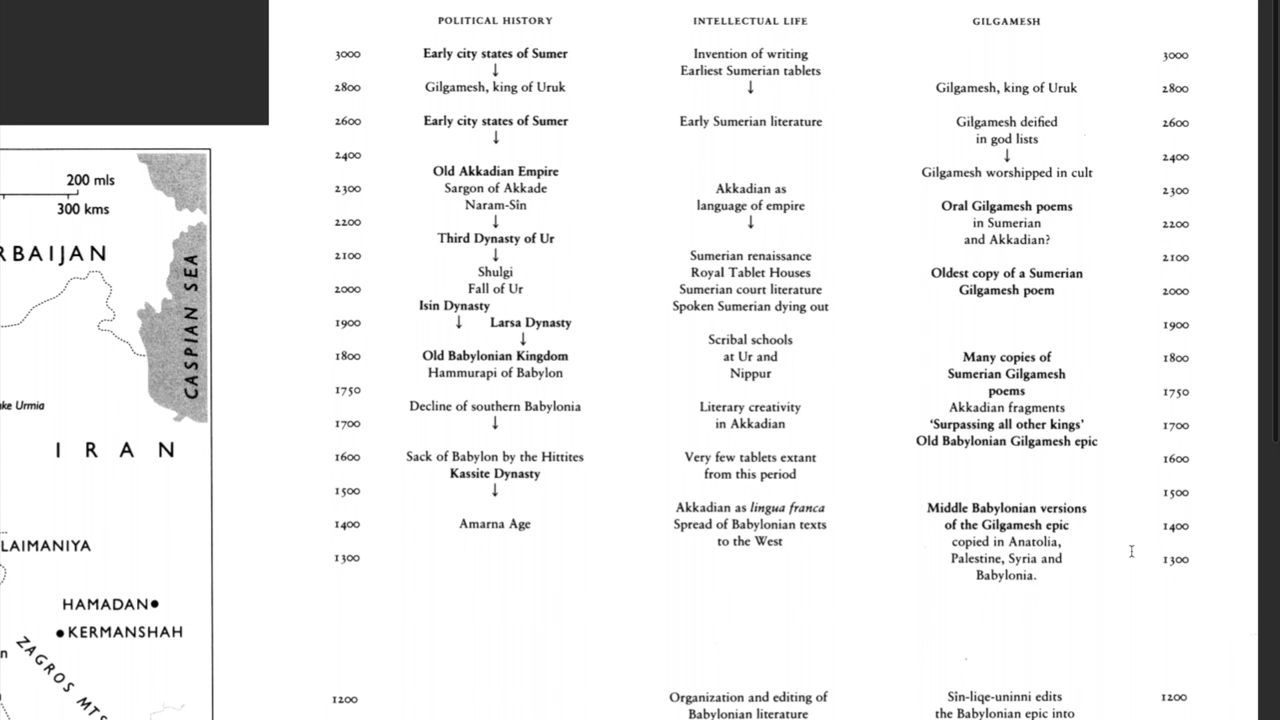 200 mls
300 kms
RBAIJAN
CASPIAN SEA
ke Urmia
IRAN
LAIMANIYA
HAMADAN
KERMANSHAH
n
ZAGROS MTS
POLITICAL HISTORY INTELLECTUAL LIFE GILGAMESH
3000 Early city states of Sumer Invention of writing 3000
↓ Earliest Sumerian tablets
2800 Gilgamesh, king of Uruk ↓ Gilgamesh, king of Uruk 2800
2600 Early city states of Sumer Early Sumerian literature Gilgamesh deified 2600
↓ in god lists
2400 ↓ 2400
Old Akkadian Empire Gilgamesh worshipped in cult
2300 Sargon of Akkade Akkadian as 2300
Naram-Sîn language of empire Oral Gilgamesh poems
2200 ↓ ↓ in Sumerian 2200
Third Dynasty of Ur and Akkadian?
2100 ↓ Sumerian renaissance 2100
Shulgi Royal Tablet Houses Oldest copy of a Sumerian
2000 Fall of Ur Sumerian court literature Gilgamesh poem 2000
Isin Dynasty Spoken Sumerian dying out
1900 ↓ Larsa Dynasty 1900
↓ Scribal schools
1800 Old Babylonian Kingdom at Ur and Many copies of 1800
Hammurapi of Babylon Nippur Sumerian Gilgamesh
1750 poems 1750
Decline of southern Babylonia Literary creativity Akkadian fragments
1700 ↓ in Akkadian ‘Surpassing all other kings’ 1700
Old Babylonian Gilgamesh epic
1600 Sack of Babylon by the Hittites Very few tablets extant 1600
Kassite Dynasty from this period
1500 ↓ 1500
Akkadian as lingua franca Middle Babylonian versions
1400 Amarna Age Spread of Babylonian texts of the Gilgamesh epic 1400
to the West copied in Anatolia,
1300 Palestine, Syria and 1300
Babylonia.
1200 Organization and editing of Sîn-liqe-uninni edits 1200
Babylonian literature the Babylonian epic into